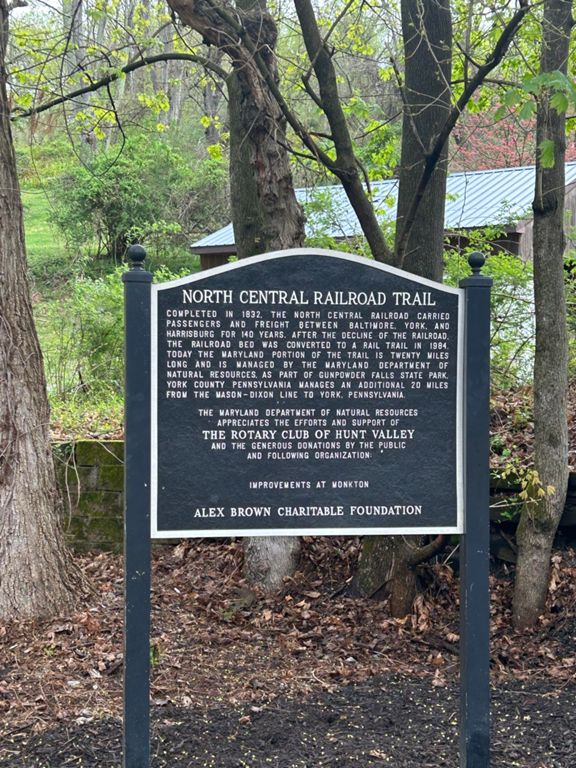 NORTH CENTRAL RAILROAD TRAIL
COMPLETED IN 1832, THE NORTH CENTRAL RAILROAD CARRIED
PASSENGERS AND FREIGHT BETWEEN BALTIMORE, YORK, AND
HARRISBURG FOR 140 YEARS. AFTER THE DECLINE OF THE RAILROAD,
THE RAILROAD BED WAS CONVERTED TO A RAIL TRAIL IN 1984.
TODAY THE MARYLAND PORTION OF THE TRAIL IS TWENTY MILES
LONG AND IS MANAGED BY THE MARYLAND DEPARTMENT OF
NATURAL RESOURCES, AS PART OF GUNPOWDER FALLS STATE PARK.
YORK COUNTY PENNSYLVANIA MANAGES AN ADDITIONAL 20 MILES
FROM THE MASON-DIXON LINE TO YORK, PENNSYLVANIA.
THE MARYLAND DEPARTMENT OF NATURAL RESOURCES
APPRECIATES THE EFFORTS AND SUPPORT OF
THE ROTARY CLUB OF HUNT VALLEY
AND THE GENEROUS DONATIONS BY THE PUBLIC
AND FOLLOWING ORGANIZATION:
IMPROVEMENTS AT MONKTON
ALEX BROWN CHARITABLE FOUNDATION